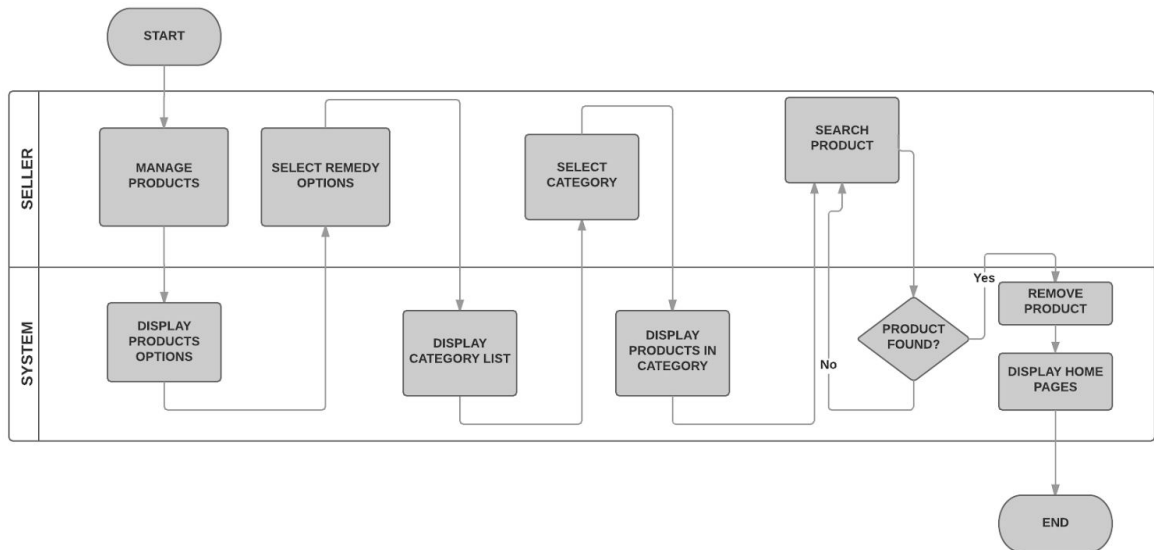 START
SELLER
MANAGE
PRODUCTS
SELECT REMEDY
OPTIONS
SELECT
CATEGORY
SEARCH
PRODUCT
SYSTEM
DISPLAY
PRODUCTS
OPTIONS
DISPLAY
CATEGORY LIST
DISPLAY
PRODUCTS IN
CATEGORY
No
PRODUCT
FOUND?
Yes
REMOVE
PRODUCT
DISPLAY HOME
PAGES
END